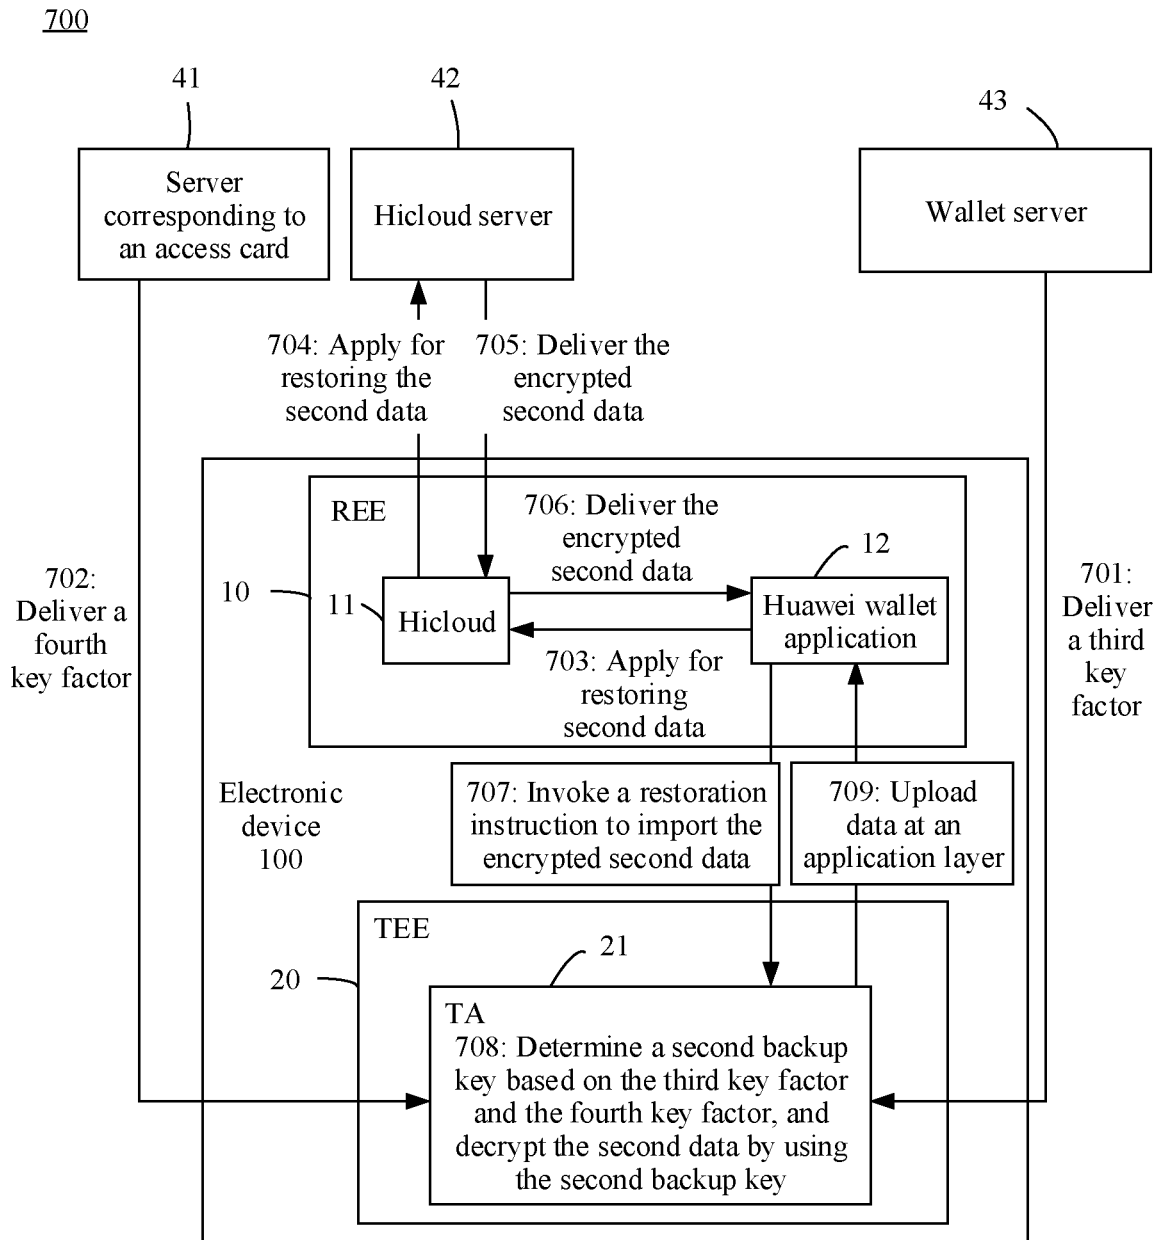 700
41
42
43
Server
corresponding to
an access card
Hicloud server
Wallet server
704: Apply for
restoring the
second data
705: Deliver the
encrypted
second data
REE
706: Deliver the
encrypted
second data
12
702:
Deliver a
fourth
key factor
10
11
Hicloud
Huawei wallet
application
701:
Deliver
a third
key
factor
703: Apply for
restoring
second data
Electronic
device
100
707: Invoke a restoration
instruction to import the
encrypted second data
709: Upload
data at an
application layer
TEE
21
20
TA
708: Determine a second backup
key based on the third key factor
and the fourth key factor, and
decrypt the second data by using
the second backup key